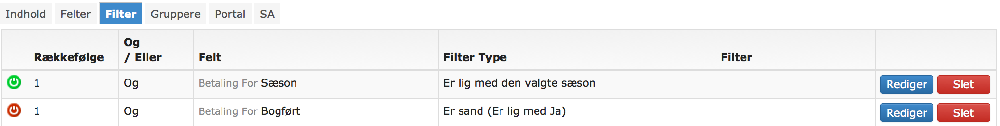 Indhold Felter Filter Gruppere Portal SA
Rækkefølge Og / Eller Felt Filter Type Filter
1 Og Betaling For Sæson Er lig med den valgte sæson Rediger Slet
1 Og Betaling For Bogført Er sand (Er lig med Ja) Rediger Slet